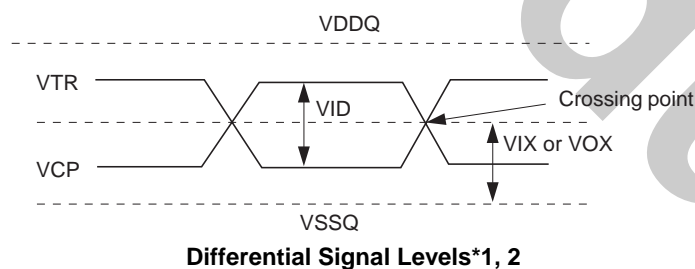 VDDQ
VTR
VID
Crossing point
VIX or VOX
VCP
VSSQ
Differential Signal Levels*1, 2